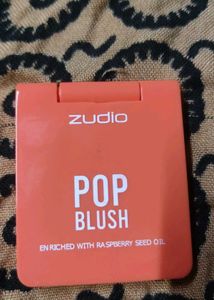 ZUDIO
POP
BLUSH
ENRICHED WITH RASPBERRY SEED OIL